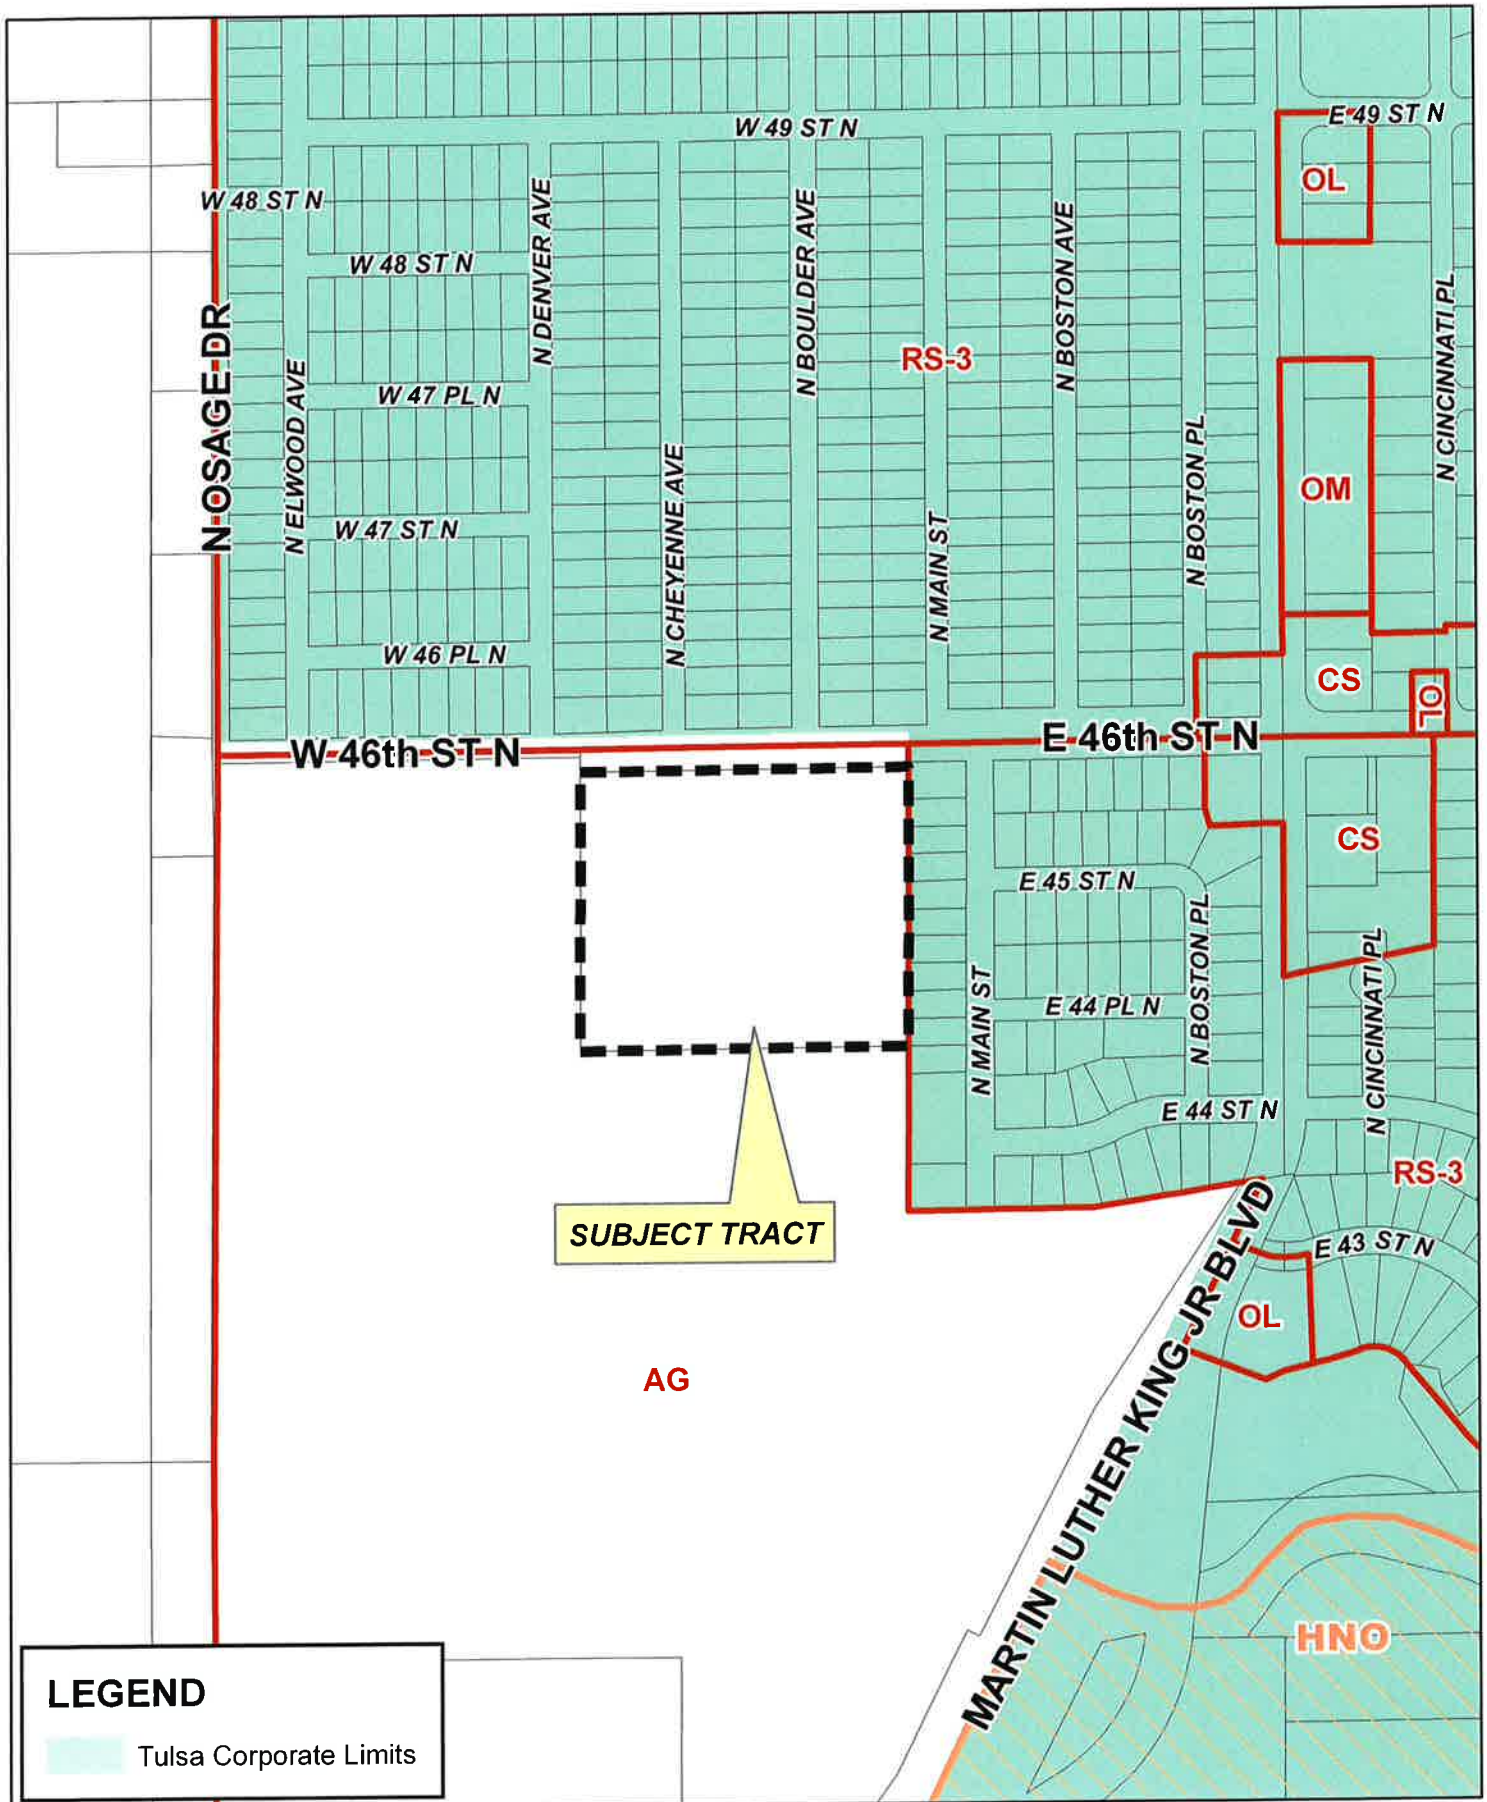 W 49 ST N
E 49 ST N
OL
W 48 ST N
W 48 ST N
N DENVER AVE
N BOULDER AVE
N BOSTON AVE
N CINCINNATI PL
N OSAGE DR
N ELWOOD AVE
RS-3
W 47 PL N
N CHEYENNE AVE
N BOSTON PL
OM
W 47 ST N
N MAIN ST
W 46 PL N
CS
OL
W 46th ST N
E 46th ST N
CS
E 45 ST N
N BOSTON PL
N CINCINNATI PL
N MAIN ST
E 44 PL N
E 44 ST N
RS-3
SUBJECT TRACT
E 43 ST N
OL
MARTIN LUTHER KING JR BLVD
AG
HNO
LEGEND
Tulsa Corporate Limits